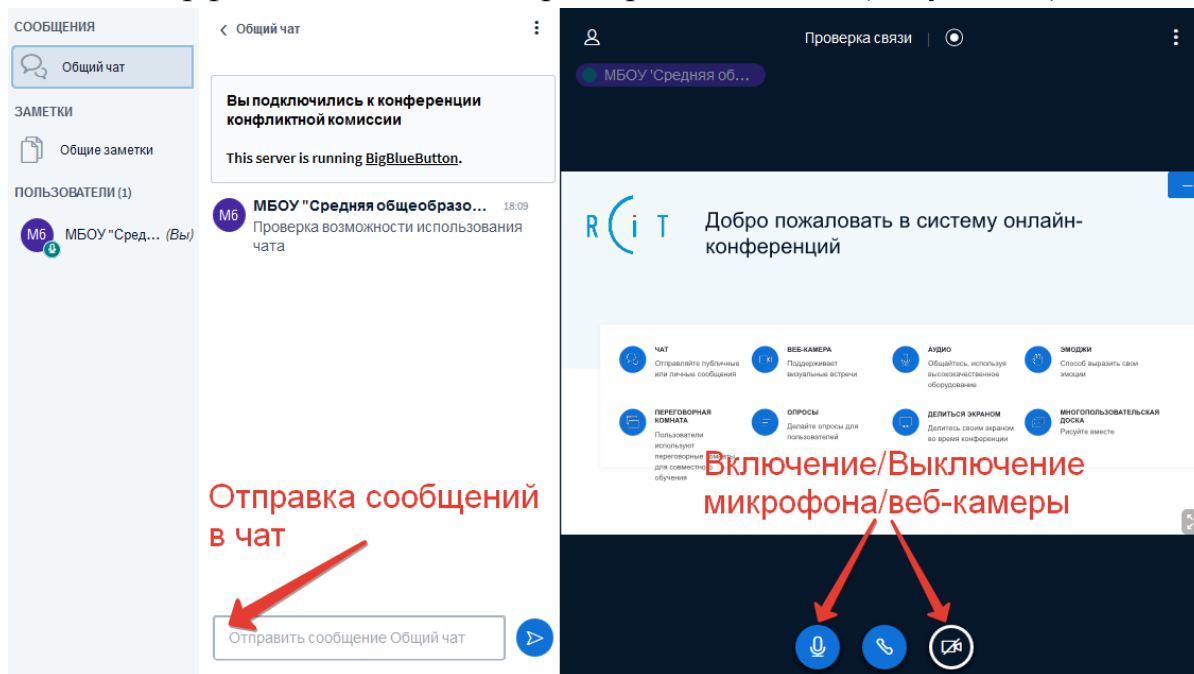 СООБЩЕНИЯ
Общий чат
ЗАМЕТКИ
Общие заметки
ПОЛЬЗОВАТЕЛИ (1)
Мб
МБОУ "Сред... (Вы)
Общий чат
Вы подключились к конференции
конфликтной комиссии
This server is running BigBlueButton.
Мб
МБОУ "Средняя общеобразо... 18:09
Проверка возможности использования
чата
Отправка сообщений
в чат
Отправить сообщение Общий чат
Проверка связи
МБОУ 'Средняя об...
RCiT
Добро пожаловать в систему онлайн-
конференций
ЧАТ
Отправляйте публичные
или личные сообщения
ВЕБ-КАМЕРА
Поддерживает
визуальные встречи
АУДИО
Общайтесь, используя
высококачественное
оборудование
ЭМОДЖИ
Способ выразить свои
эмоции
ПЕРЕГОВОРНАЯ
КОМНАТА
Пользователи
используют
переговорные комнаты
для совместного
обучения
ОПРОСЫ
Делайте опросы для
пользователей
ДЕЛИТЬСЯ ЭКРАНОМ
Делитесь своим экраном
во время конференции
МНОГОПОЛЬЗОВАТЕЛЬСКАЯ
ДОСКА
Рисуйте вместе
Включение/Выключение
микрофона/веб-камеры